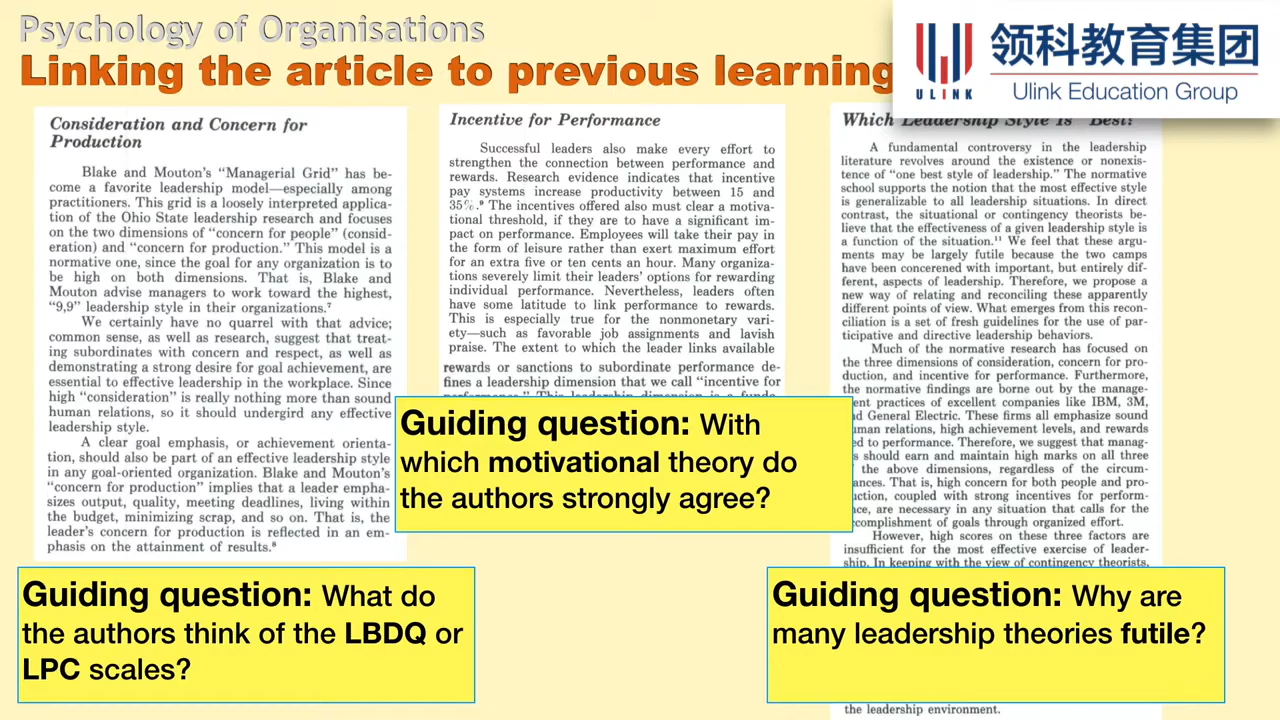 Psychology of Organisations
Linking the article to previous learning
ULINK
领科教育集团
Ulink Education Group
Consideration and Concern for
Production
Blake and Mouton's “Managerial Grid” has be-
come a favorite leadership model—especially among
practitioners. This grid is a loosely interpreted applica-
tion of the Ohio State leadership research and focuses
on the two dimensions of “concern for people” (consid-
eration) and “concern for production.” This model is a
normative one, since the goal for any organization is to
be high on both dimensions. That is, Blake and
Mouton advise managers to work toward the highest,
“9,9” leadership style in their organizations.⁷
We certainly have no quarrel with that advice;
common sense, as well as research, suggest that treat-
ing subordinates with concern and respect, as well as
demonstrating a strong desire for goal achievement, are
essential to effective leadership in the workplace. Since
high “consideration” is really nothing more than sound
human relations, so it should undergird any effective
leadership style.
A clear goal emphasis, or achievement orienta-
tion, should also be part of an effective leadership style
in any goal-oriented organization. Blake and Mouton's
“concern for production” implies that a leader empha-
sizes output, quality, meeting deadlines, living within
the budget, minimizing scrap, and so on. That is, the
leader's concern for production is reflected in an em-
phasis on the attainment of results.⁸
Incentive for Performance
Successful leaders also make every effort to
strengthen the connection between performance and
rewards. Research evidence indicates that incentive
pay systems increase productivity between 15 and
35%.⁹ The incentives offered also must clear a motiva-
tional threshold, if they are to have a significant im-
pact on performance. Employees will take their pay in
the form of leisure rather than exert maximum effort
for an extra five or ten cents an hour. Many organiza-
tions severely limit their leaders' options for rewarding
individual performance. Nevertheless, leaders often
have some latitude to link performance to rewards.
This is especially true for the nonmonetary vari-
ety—such as favorable job assignments and lavish
praise. The extent to which the leader links available
rewards or sanctions to subordinate performance de-
fines a leadership dimension that we call “incentive for
Which Leadership Style Is “Best?
A fundamental controversy in the leadership
literature revolves around the existence or nonexis-
tence of “one best style of leadership.” The normative
school supports the notion that the most effective style
is generalizable to all leadership situations. In direct
contrast, the situational or contingency theorists be-
lieve that the effectiveness of a given leadership style is
a function of the situation.¹¹ We feel that these argu-
ments may be largely futile because the two camps
have been concerened with important, but entirely dif-
ferent, aspects of leadership. Therefore, we propose a
new way of relating and reconciling these apparently
different points of view. What emerges from this recon-
ciliation is a set of fresh guidelines for the use of par-
ticipative and directive leadership behaviors.
Much of the normative research has focused on
the three dimensions of consideration, concern for pro-
duction, and incentive for performance. Furthermore,
the normative findings are borne out by the manage-
ment practices of excellent companies like IBM, 3M,
and General Electric. These firms all emphasize sound
human relations, high achievement levels, and rewards
ed to performance. Therefore, we suggest that manag-
s should earn and maintain high marks on all three
f the above dimensions, regardless of the circum-
ances. That is, high concern for both people and pro-
uction, coupled with strong incentives for perform-
nce, are necessary in any situation that calls for the
ccomplishment of goals through organized effort.
However, high scores on these three factors are
insufficient for the most effective exercise of leader-
ship. In keeping with the view of contingency theorists,
the leadership environment.
Guiding question: With
which motivational theory do
the authors strongly agree?
Guiding question: What do
the authors think of the LBDQ or
LPC scales?
Guiding question: Why are
many leadership theories futile?